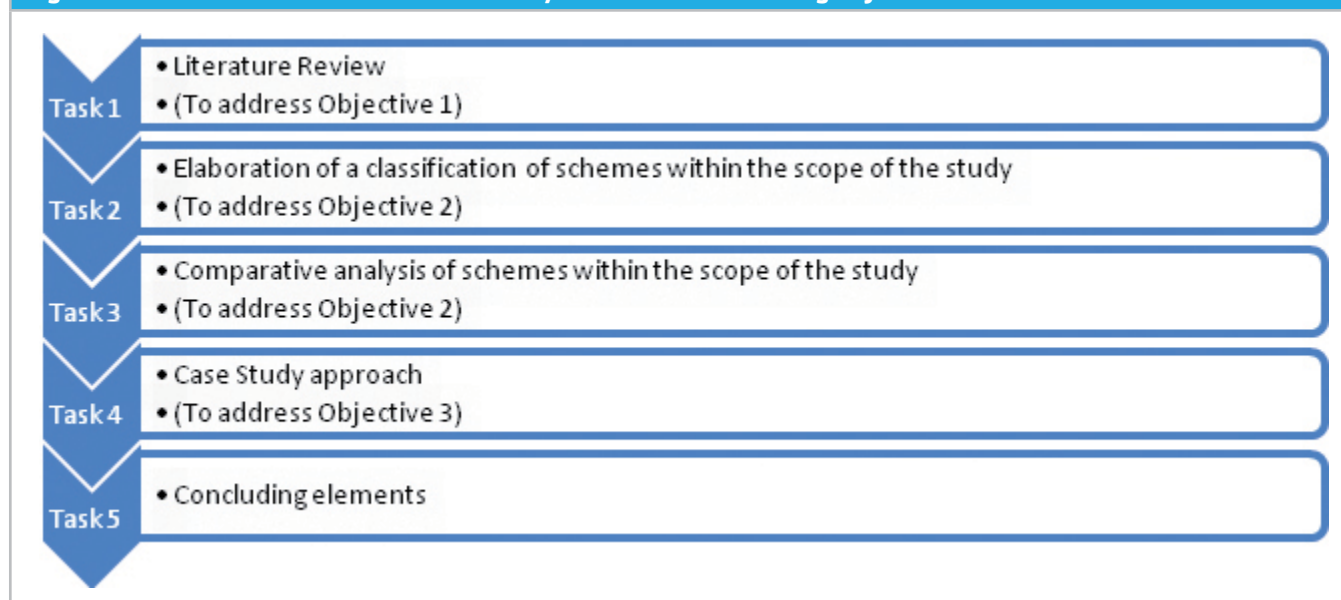 Task 1
• Literature Review
• (To address Objective 1)
Task 2
• Elaboration of a classification of schemes within the scope of the study
• (To address Objective 2)
Task 3
• Comparative analysis of schemes within the scope of the study
• (To address Objective 2)
Task 4
• Case Study approach
• (To address Objective 3)
Task 5
• Concluding elements